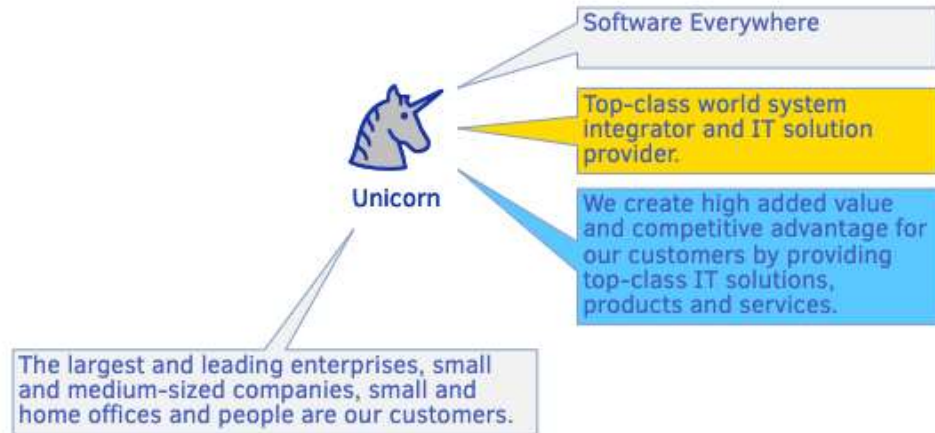 Software Everywhere
Top-class world system
integrator and IT solution
provider.
Unicorn
We create high added value
and competitive advantage for
our customers by providing
top-class IT solutions,
products and services.
The largest and leading enterprises, small
and medium-sized companies, small and
home offices and people are our customers.